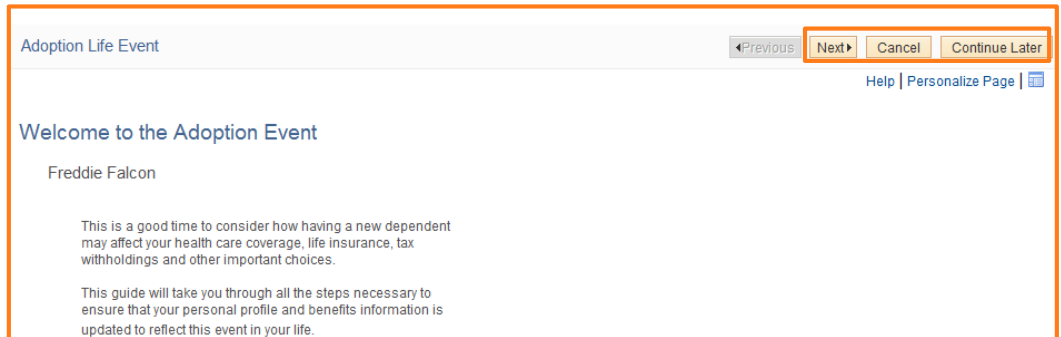 Adoption Life Event
Previous Next Cancel Continue Later
Help | Personalize Page |
Welcome to the Adoption Event
Freddie Falcon
This is a good time to consider how having a new dependent
may affect your health care coverage, life insurance, tax
withholdings and other important choices.
This guide will take you through all the steps necessary to
ensure that your personal profile and benefits information is
updated to reflect this event in your life.